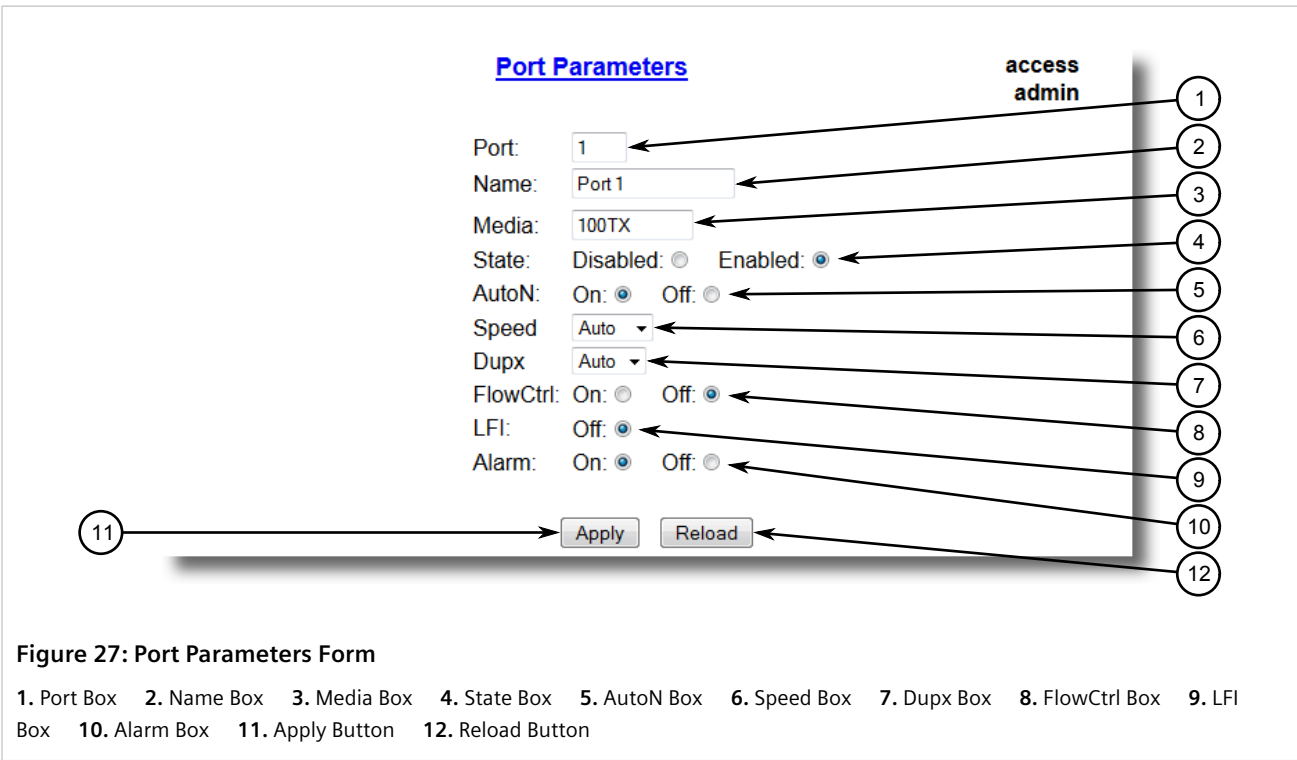 Port Parameters
access
admin
1
Port: 1
2
Name: Port 1
3
Media: 100TX
4
State: Disabled: Enabled:
5
AutoN: On: Off:
6
Speed Auto
7
Dupx Auto
8
FlowCtrl: On: Off:
9
LFI: Off:
10
Alarm: On: Off:
11
Apply Reload
12
Figure 27: Port Parameters Form
1. Port Box 2. Name Box 3. Media Box 4. State Box 5. AutoN Box 6. Speed Box 7. Dupx Box 8. FlowCtrl Box 9. LFI
Box 10. Alarm Box 11. Apply Button 12. Reload Button